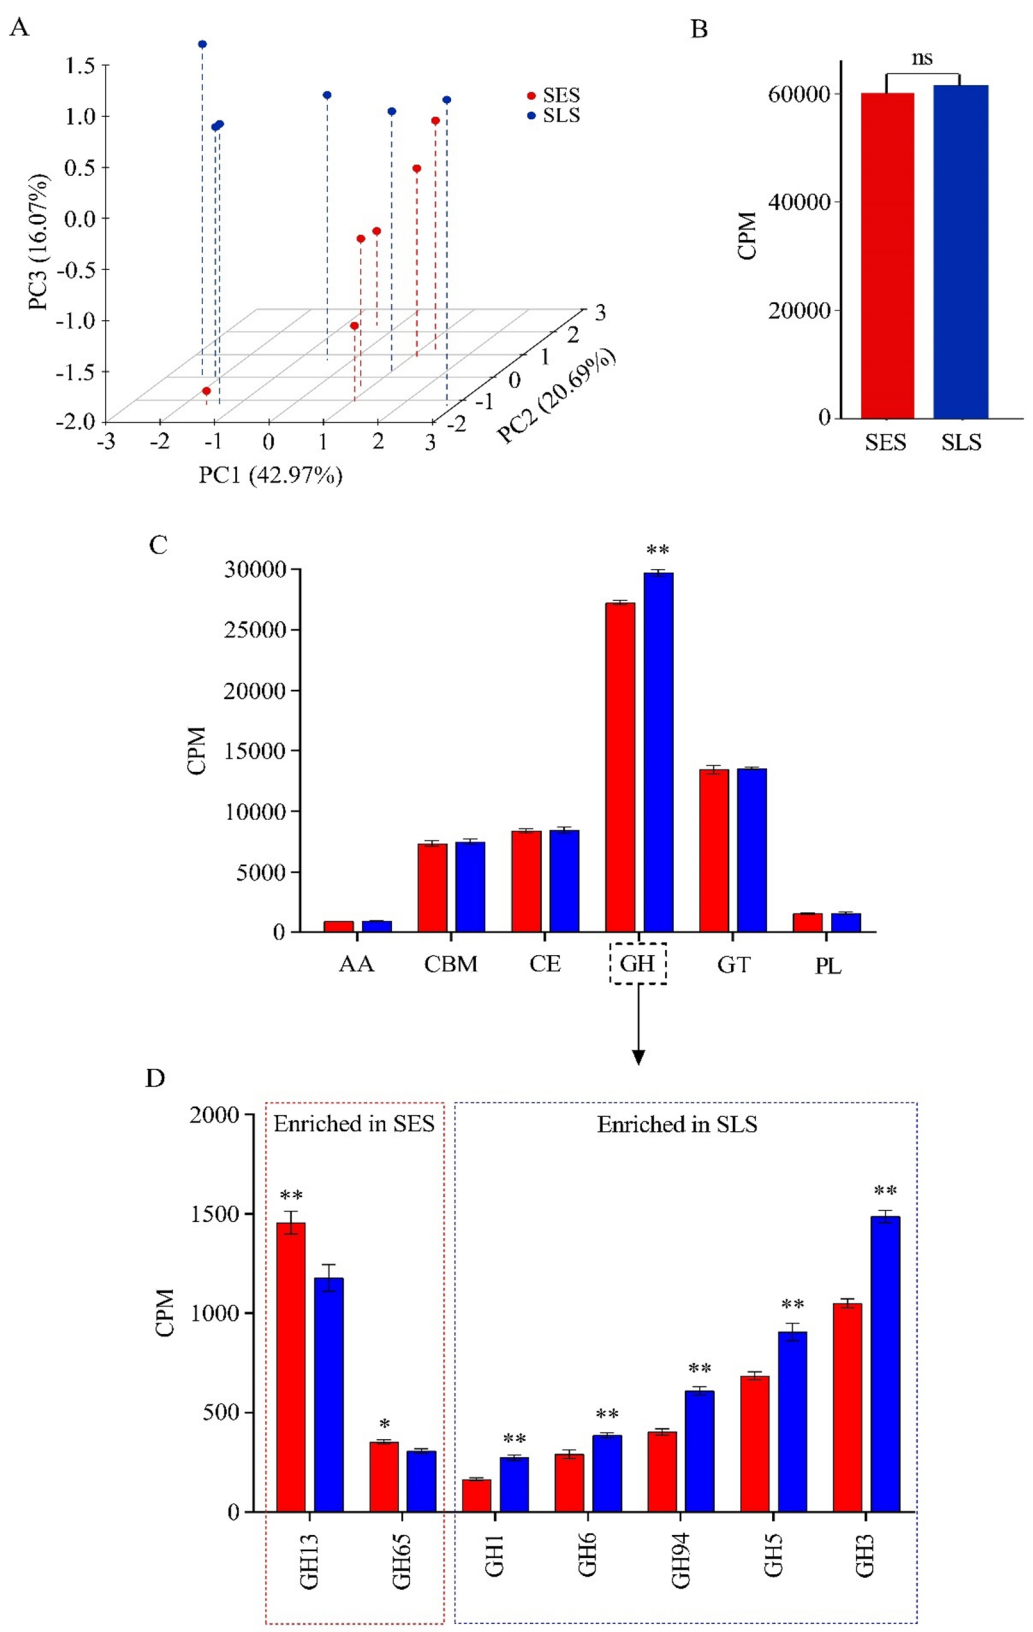 A
B
1.5
1.0
0.5
0.0
-0.5
-1.0
-1.5
-2.0
PC3 (16.07%)
SES
SLS
-3
-2
-1
0
1
2
3
PC1 (42.97%)
-2
-1
0
1
2
3
PC2 (20.69%)
ns
60000
40000
20000
0
CPM
SES
SLS
C
**
30000
25000
20000
15000
10000
5000
0
CPM
AA
CBM
CE
GH
GT
PL
D
2000
1500
1000
500
0
CPM
Enriched in SES
Enriched in SLS
**
*
**
**
**
**
**
GH13
GH65
GH1
GH6
GH94
GH5
GH3